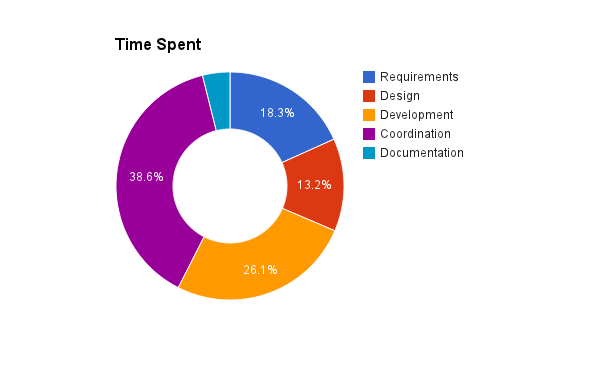 Time Spent
Requirements
Design
Development
Coordination
Documentation
18.3%
13.2%
26.1%
38.6%